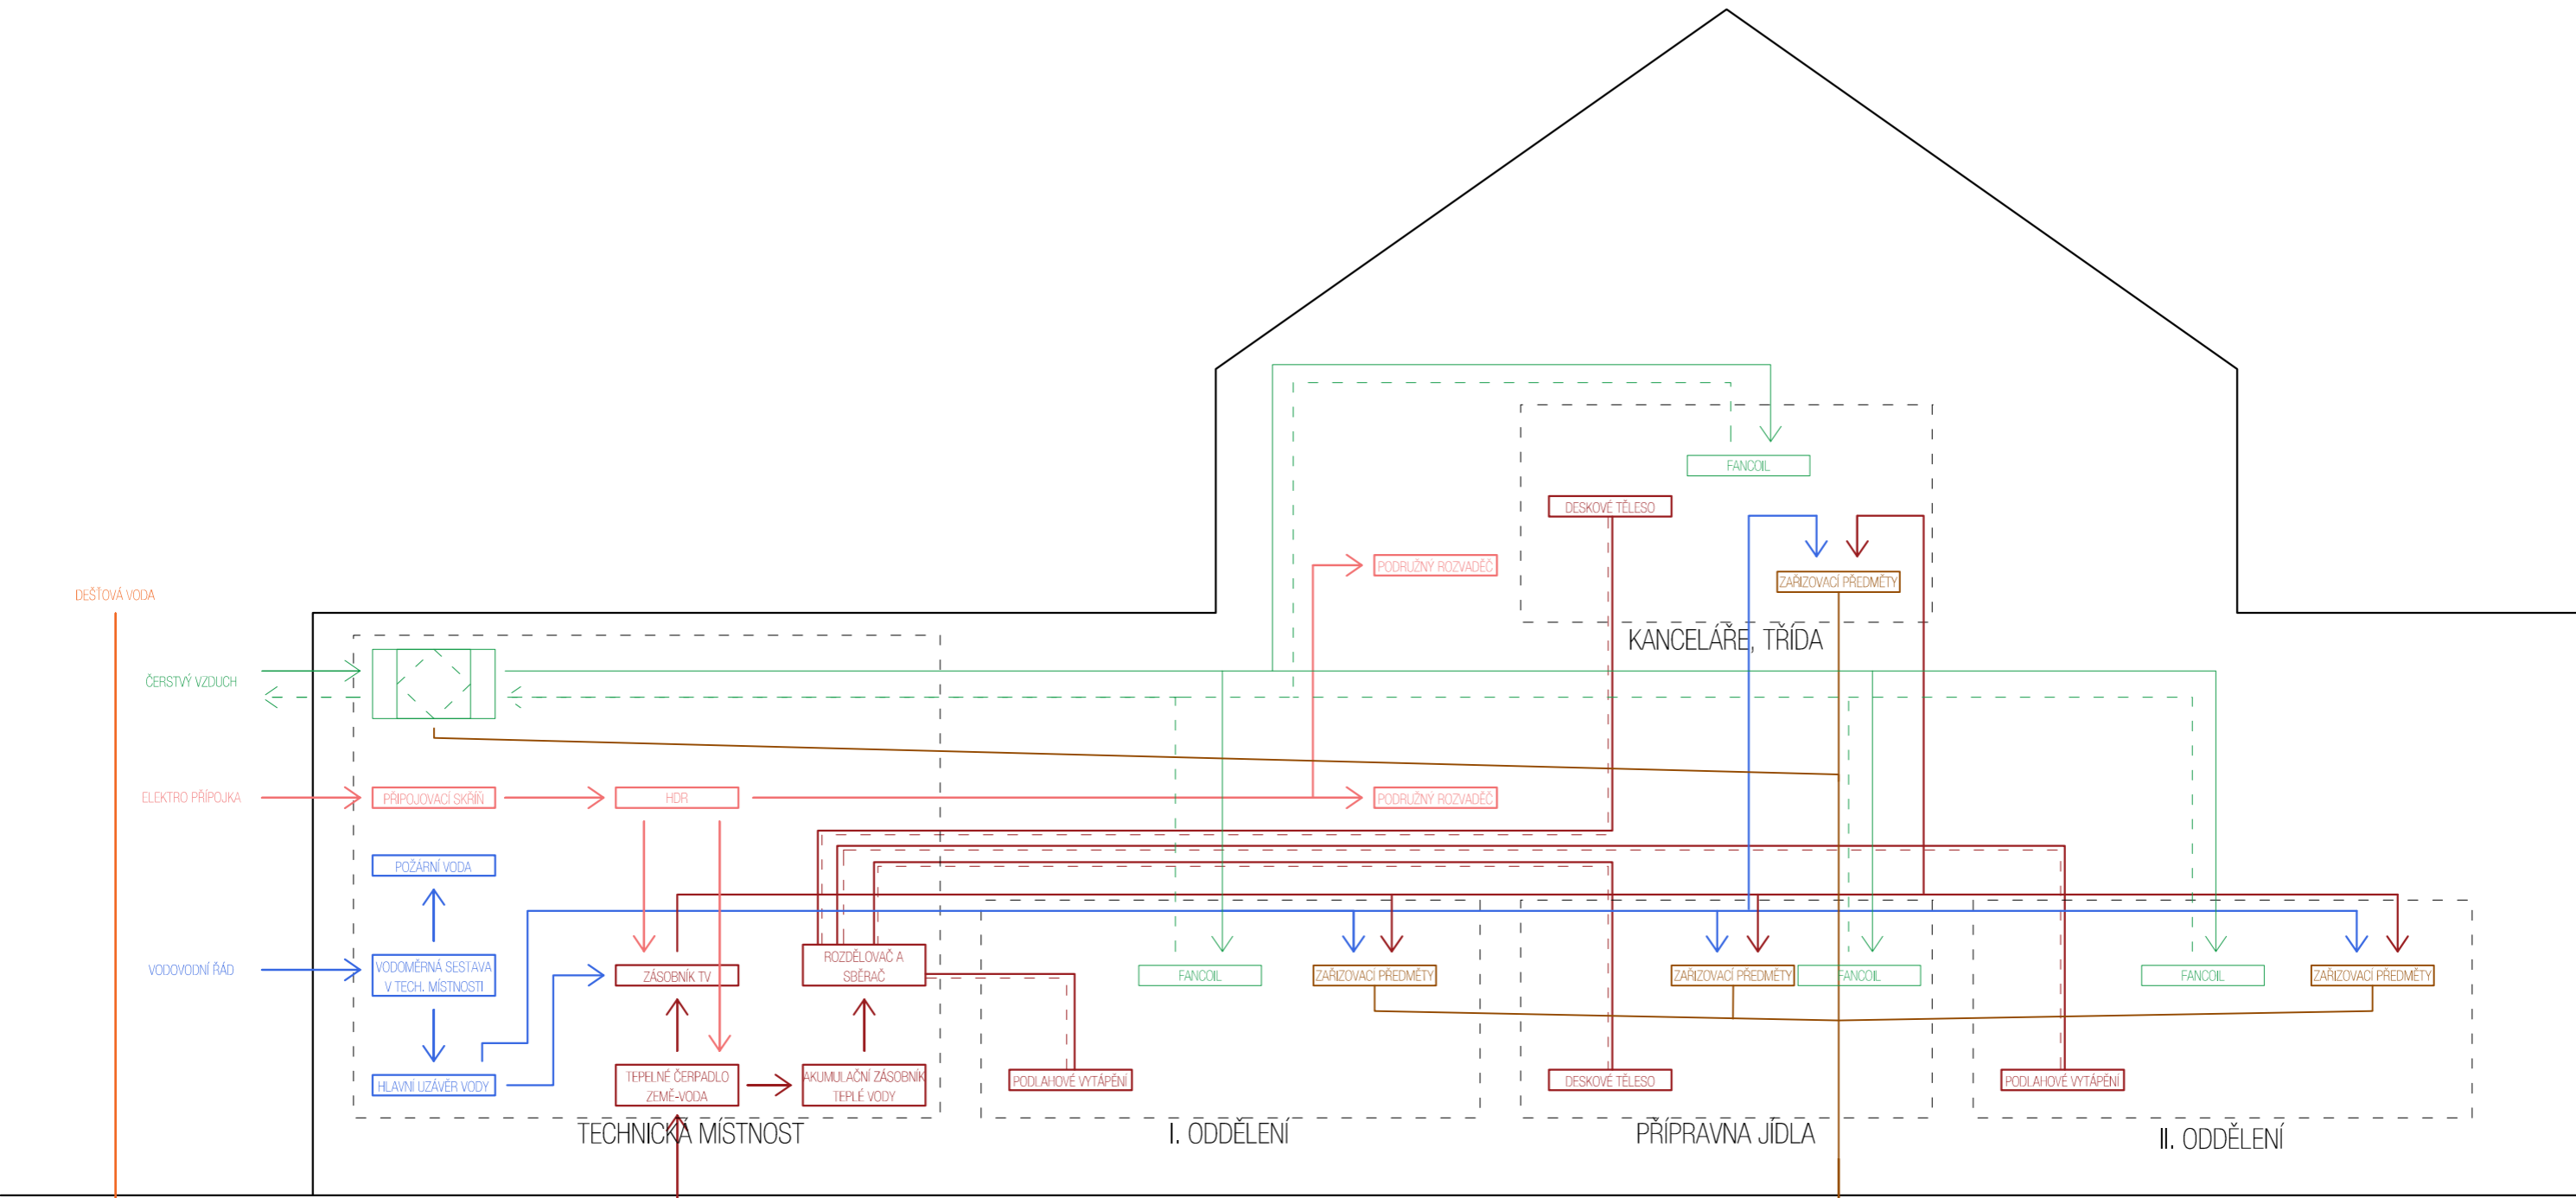 FANCOIL
DESKOVÉ TĚLESO
PODRUŽNÝ ROZVADĚČ
ZAŘIZOVACÍ PŘEDMĚTY
DEŠŤOVÁ VODA
KANCELÁŘE, TŘÍDA
ČERSTVÝ VZDUCH
ELEKTRO PŘÍPOJKA
PŘIPOJOVACÍ SKŘÍŇ
HDR
PODRUŽNÝ ROZVADĚČ
POŽÁRNÍ VODA
VODOVODNÍ ŘÁD
VODOMĚRNÁ SESTAVA
V TECH. MÍSTNOSTI
ZÁSOBNÍK TV
ROZDĚLOVAČ A
SBĚRAČ
FANCOIL
ZAŘIZOVACÍ PŘEDMĚTY
ZAŘIZOVACÍ PŘEDMĚTY
FANCOIL
FANCOIL
ZAŘIZOVACÍ PŘEDMĚTY
HLAVNÍ UZÁVĚR VODY
TEPELNÉ ČERPADLO
ZEMĚ-VODA
AKUMULAČNÍ ZÁSOBNÍK
TEPLÉ VODY
PODLAHOVÉ VYTÁPĚNÍ
DESKOVÉ TĚLESO
PODLAHOVÉ VYTÁPĚNÍ
TECHNICKÁ MÍSTNOST
I. ODDĚLENÍ
PŘÍPRAVNA JÍDLA
II. ODDĚLENÍ